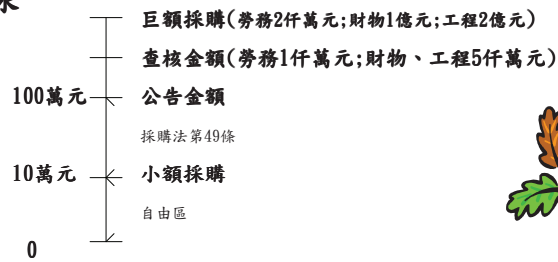 巨額採購(勞務2仟萬元;財物1億元;工程2億元)
查核金額(勞務1仟萬元;財物、工程5仟萬元)
100萬元 公告金額
採購法第49條
10萬元 小額採購
自由區
0